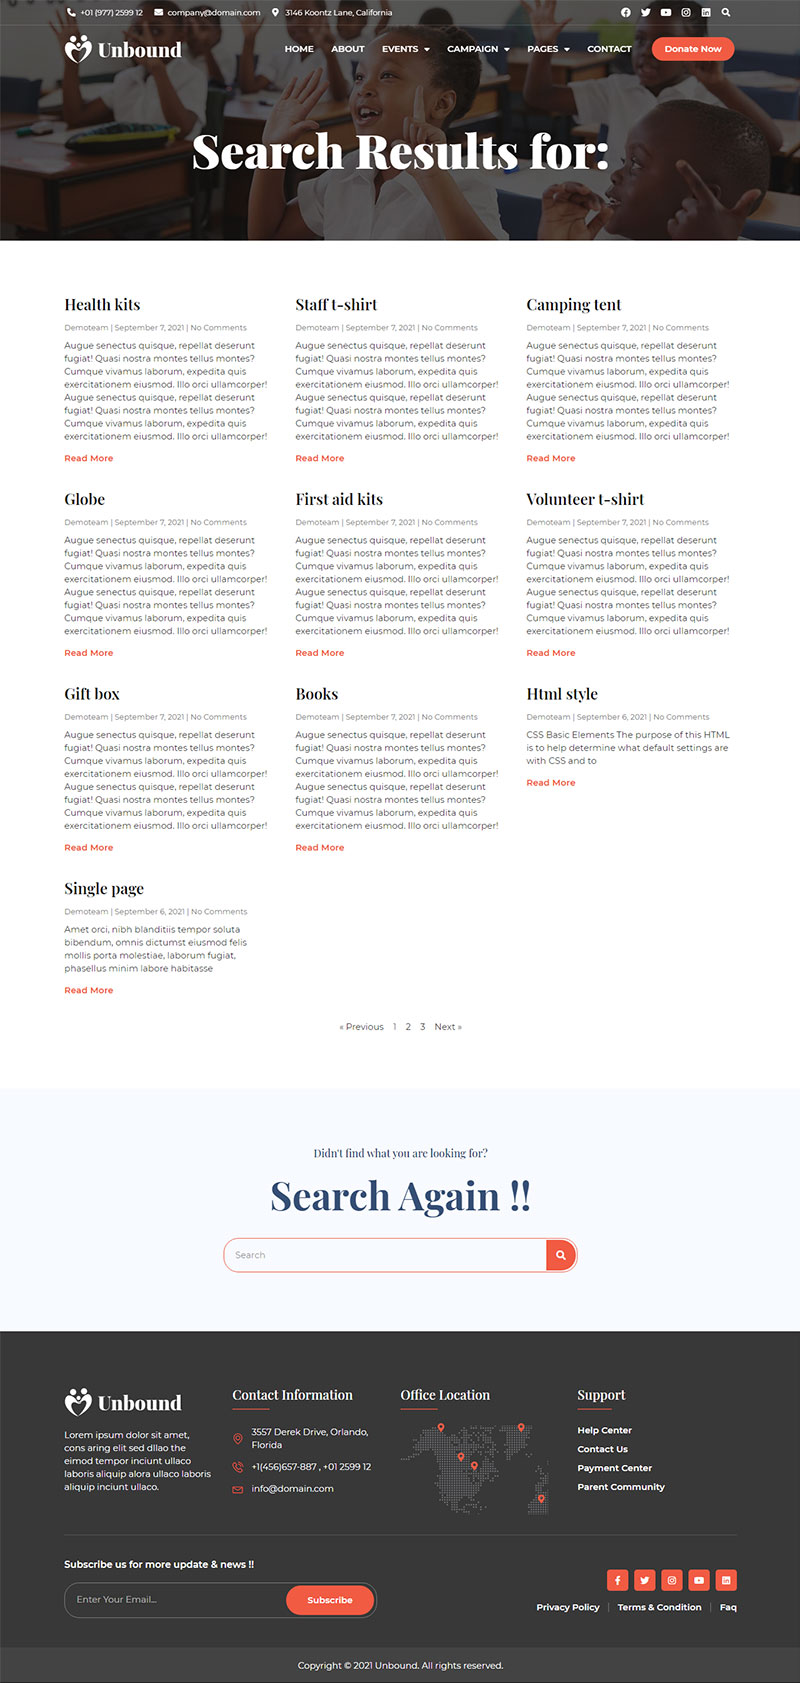 +01 (977) 2599 12 company@domain.com 3146 Koontz Lane, California
Unbound HOME ABOUT EVENTS CAMPAIGN PAGES CONTACT Donate Now
Search Results for:
Health kits
Demoteam | September 7, 2021 | No Comments
Augue senectus quisque, repellat deserunt
fugiat! Quasi nostra montes tellus montes?
Cumque vivamus laborum, expedita quis
exercitationem eiusmod. Illo orci ullamcorper!
Augue senectus quisque, repellat deserunt
fugiat! Quasi nostra montes tellus montes?
Cumque vivamus laborum, expedita quis
exercitationem eiusmod. Illo orci ullamcorper!
Read More
Staff t-shirt
Demoteam | September 7, 2021 | No Comments
Augue senectus quisque, repellat deserunt
fugiat! Quasi nostra montes tellus montes?
Cumque vivamus laborum, expedita quis
exercitationem eiusmod. Illo orci ullamcorper!
Augue senectus quisque, repellat deserunt
fugiat! Quasi nostra montes tellus montes?
Cumque vivamus laborum, expedita quis
exercitationem eiusmod. Illo orci ullamcorper!
Read More
Camping tent
Demoteam | September 7, 2021 | No Comments
Augue senectus quisque, repellat deserunt
fugiat! Quasi nostra montes tellus montes?
Cumque vivamus laborum, expedita quis
exercitationem eiusmod. Illo orci ullamcorper!
Augue senectus quisque, repellat deserunt
fugiat! Quasi nostra montes tellus montes?
Cumque vivamus laborum, expedita quis
exercitationem eiusmod. Illo orci ullamcorper!
Read More
Globe
Demoteam | September 7, 2021 | No Comments
Augue senectus quisque, repellat deserunt
fugiat! Quasi nostra montes tellus montes?
Cumque vivamus laborum, expedita quis
exercitationem eiusmod. Illo orci ullamcorper!
Augue senectus quisque, repellat deserunt
fugiat! Quasi nostra montes tellus montes?
Cumque vivamus laborum, expedita quis
exercitationem eiusmod. Illo orci ullamcorper!
Read More
First aid kits
Demoteam | September 7, 2021 | No Comments
Augue senectus quisque, repellat deserunt
fugiat! Quasi nostra montes tellus montes?
Cumque vivamus laborum, expedita quis
exercitationem eiusmod. Illo orci ullamcorper!
Augue senectus quisque, repellat deserunt
fugiat! Quasi nostra montes tellus montes?
Cumque vivamus laborum, expedita quis
exercitationem eiusmod. Illo orci ullamcorper!
Read More
Volunteer t-shirt
Demoteam | September 7, 2021 | No Comments
Augue senectus quisque, repellat deserunt
fugiat! Quasi nostra montes tellus montes?
Cumque vivamus laborum, expedita quis
exercitationem eiusmod. Illo orci ullamcorper!
Augue senectus quisque, repellat deserunt
fugiat! Quasi nostra montes tellus montes?
Cumque vivamus laborum, expedita quis
exercitationem eiusmod. Illo orci ullamcorper!
Read More
Gift box
Demoteam | September 7, 2021 | No Comments
Augue senectus quisque, repellat deserunt
fugiat! Quasi nostra montes tellus montes?
Cumque vivamus laborum, expedita quis
exercitationem eiusmod. Illo orci ullamcorper!
Augue senectus quisque, repellat deserunt
fugiat! Quasi nostra montes tellus montes?
Cumque vivamus laborum, expedita quis
exercitationem eiusmod. Illo orci ullamcorper!
Read More
Books
Demoteam | September 7, 2021 | No Comments
Augue senectus quisque, repellat deserunt
fugiat! Quasi nostra montes tellus montes?
Cumque vivamus laborum, expedita quis
exercitationem eiusmod. Illo orci ullamcorper!
Augue senectus quisque, repellat deserunt
fugiat! Quasi nostra montes tellus montes?
Cumque vivamus laborum, expedita quis
exercitationem eiusmod. Illo orci ullamcorper!
Read More
Html style
Demoteam | September 6, 2021 | No Comments
CSS Basic Elements The purpose of this HTML
is to help determine what default settings are
with CSS and to
Read More
Single page
Demoteam | September 6, 2021 | No Comments
Amet orci, nibh blanditiis tempor soluta
bibendum, omnis dictumst eiusmod felis
mollis porta molestiae, laborum fugiat,
phasellus minim labore habitasse
Read More
« Previous 1 2 3 Next »
Didn't find what you are looking for?
Search Again !!
Search
Unbound
Lorem ipsum dolor sit amet,
cons aring elit sed dllao the
eimod tempor inciunt ullaco
laboris aliquip alora ullaco laboris
aliquip inciunt ullaco.
Contact Information
3557 Derek Drive, Orlando,
Florida
+1(456)657-887 , +01 2599 12
info@domain.com
Office Location
Support
Help Center
Contact Us
Payment Center
Parent Community
Subscribe us for more update & news !!
Enter Your Email... Subscribe
Privacy Policy | Terms & Condition | Faq
Copyright © 2021 Unbound. All rights reserved.